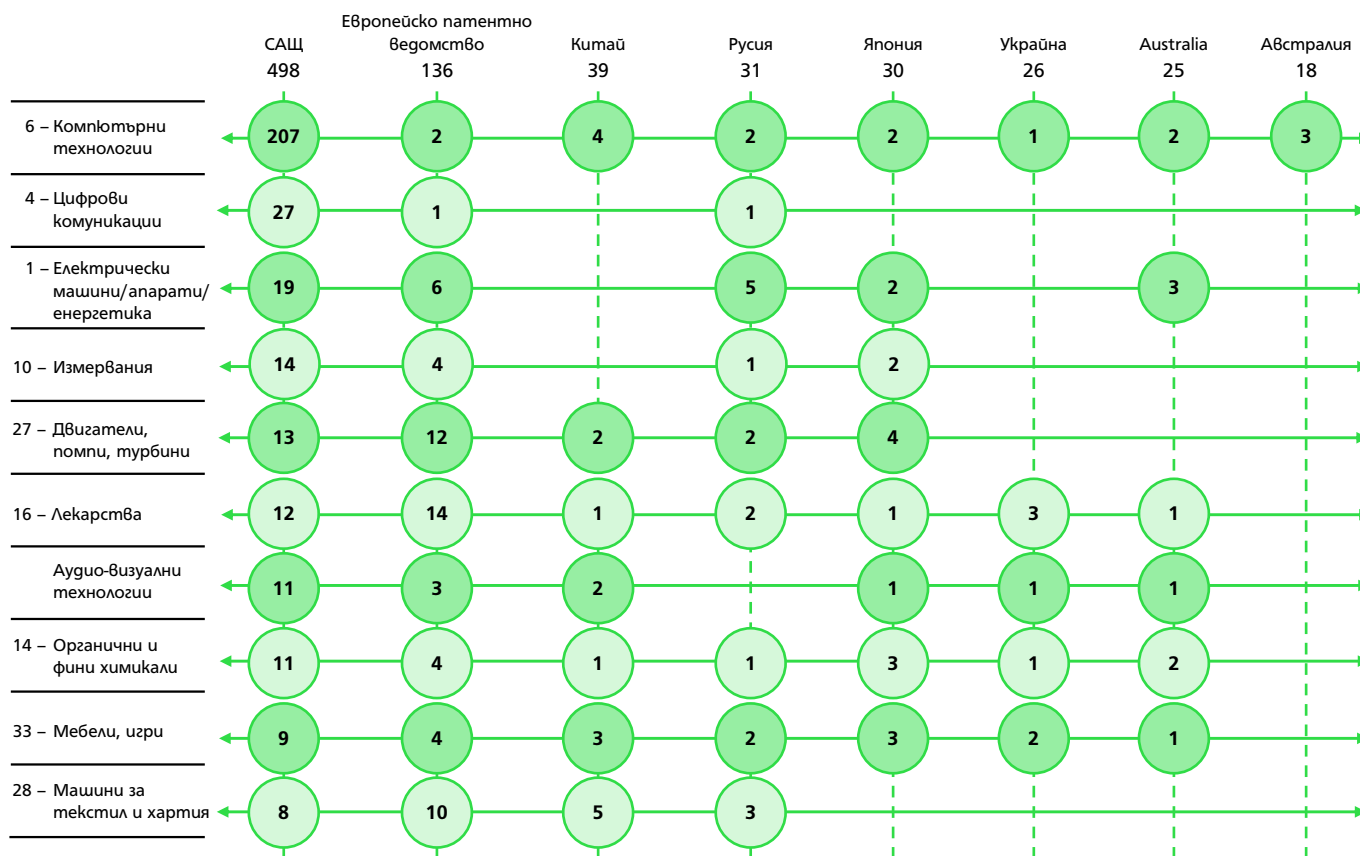 САЩ
498
Европейско патентно
ведомство
136
Китай
39
Русия
31
Япония
30
Украйна
26
Australia
25
Австралия
18
6 – Компютърни
технологии
207 2 4 2 2 1 2 3
4 – Цифрови
комуникации
27 1 1
1 – Електрически
машини/апарати/
енергетика
19 6 5 2 3
10 – Измервания
14 4 1 2
27 – Двигатели,
помпи, турбини
13 12 2 2 4
16 – Лекарства
12 14 1 2 1 3 1
Аудио-визуални
технологии
11 3 2 1 1 1
14 – Органични и
фини химикали
11 4 1 1 3 1 2
33 – Мебели, игри
9 4 3 2 3 2 1
28 – Машини за
текстил и хартия
8 10 5 3